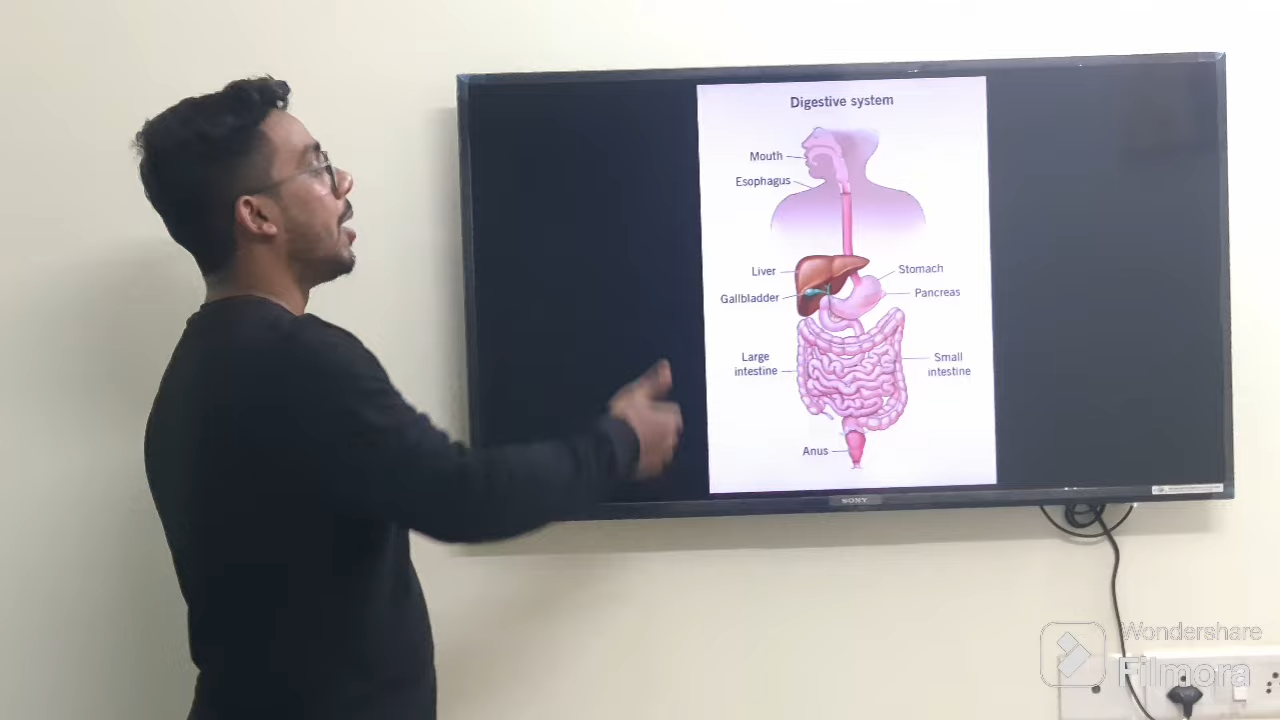 Digestive system
Mouth
Esophagus
Liver
Stomach
Gallbladder
Pancreas
Large
intestine
Small
intestine
Anus
SONY
Wondershare
Filmora